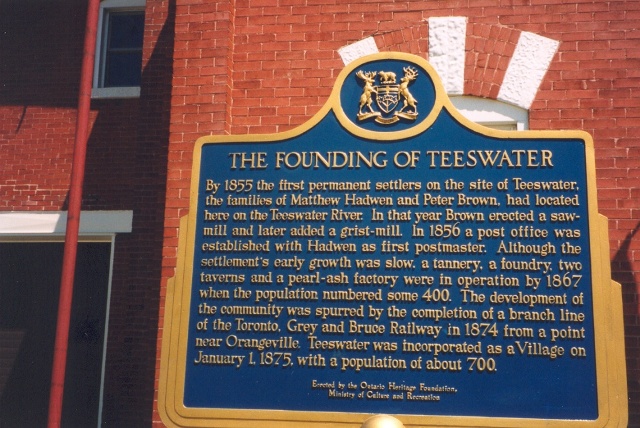 THE FOUNDING OF TEESWATER
By 1855 the first permanent settlers on the site of Teeswater,
the families of Matthew Hadwen and Peter Brown, had located
here on the Teeswater River. In that year Brown erected a saw-
mill and later added a grist-mill. In 1856 a post office was
established with Hadwen as first postmaster. Although the
settlement's early growth was slow, a tannery, a foundry, two
taverns and a pearl-ash factory were in operation by 1867
when the population numbered some 400. The development of
the community was spurred by the completion of a branch line
of the Toronto, Grey and Bruce Railway in 1874 from a point
near Orangeville. Teeswater was incorporated as a Village on
January 1, 1875, with a population of about 700.
Erected by the Ontario Heritage Foundation,
Ministry of Culture and Recreation